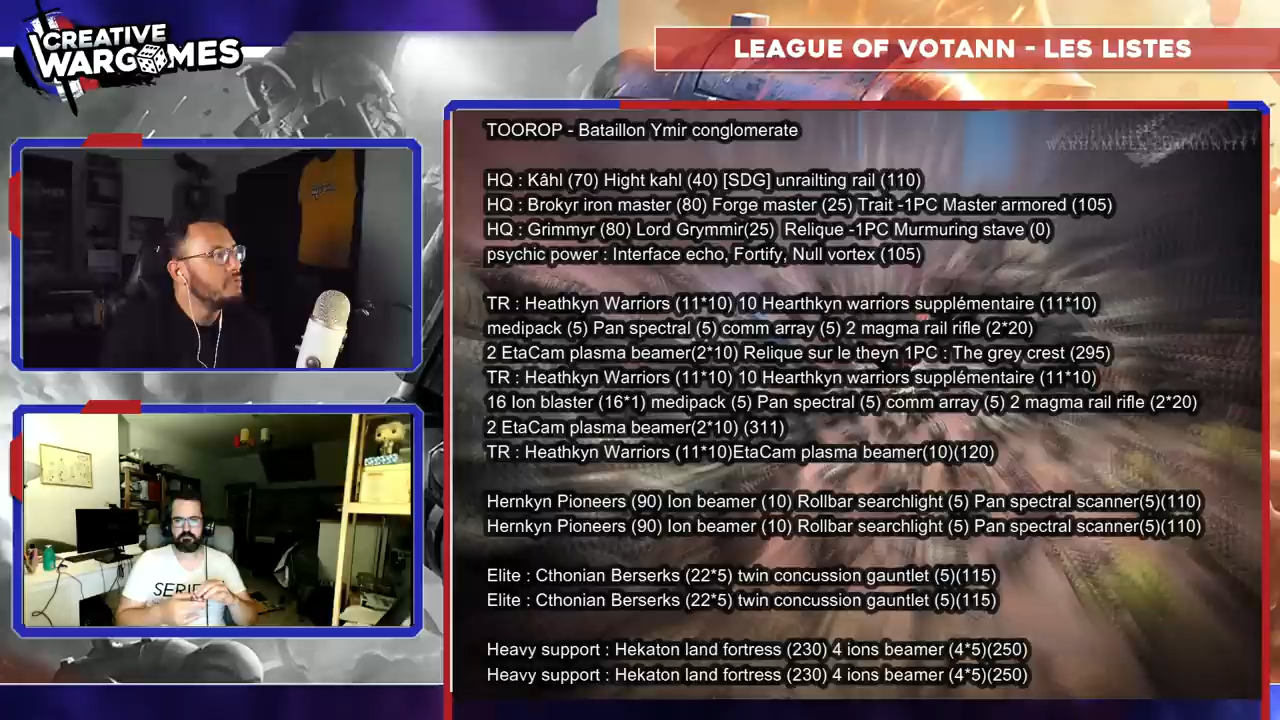 CREATIVE
WARGAMES
LEAGUE OF VOTANN - LES LISTES
WARHAMMER COMMUNITY
TOOROP - Bataillon Ymir conglomerate
HQ : Kâhl (70) Hight kahl (40) [SDG] unrailting rail (110)
HQ : Brokyr iron master (80) Forge master (25) Trait -1PC Master armored (105)
HQ : Grimmyr (80) Lord Grymmir(25)  Relique -1PC Murmuring stave (0)
psychic power : Interface echo, Fortify, Null vortex (105)
TR : Heathkyn Warriors (11*10) 10 Hearthkyn warriors supplémentaire (11*10)
medipack (5) Pan spectral (5) comm array (5) 2 magma rail rifle (2*20)
2 EtaCam plasma beamer(2*10) Relique sur le theyn 1PC : The grey crest (295)
TR : Heathkyn Warriors (11*10) 10 Hearthkyn warriors supplémentaire (11*10)
16 Ion blaster (16*1) medipack (5) Pan spectral (5) comm array (5) 2 magma rail rifle (2*20)
2 EtaCam plasma beamer(2*10) (311)
TR : Heathkyn Warriors (11*10)EtaCam plasma beamer(10)(120)
Hernkyn Pioneers (90) Ion beamer (10) Rollbar searchlight (5) Pan spectral scanner(5)(110)
Hernkyn Pioneers (90) Ion beamer (10) Rollbar searchlight (5) Pan spectral scanner(5)(110)
Elite : Cthonian Berserks (22*5) twin concussion gauntlet (5)(115)
Elite : Cthonian Berserks (22*5) twin concussion gauntlet (5)(115)
Heavy support : Hekaton land fortress (230) 4 ions beamer (4*5)(250)
Heavy support : Hekaton land fortress (230) 4 ions beamer (4*5)(250)